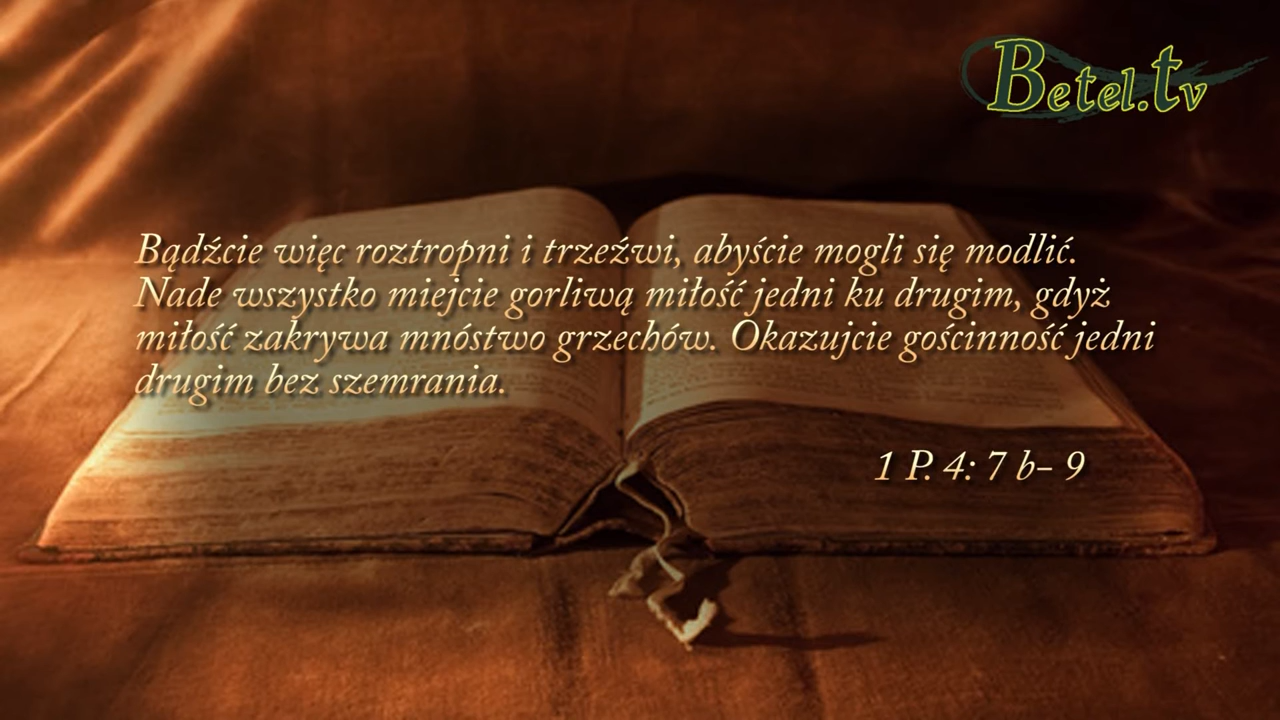 Betel.tv
Bądźcie więc roztropni i trzeźwi, abyście mogli się modlić.
Nade wszystko miejcie gorliwą miłość jedni ku drugim, gdyż
miłość zakrywa mnóstwo grzechów. Okazujcie gościnność jedni
drugim bez szemrania.
1 P. 4: 7 b- 9